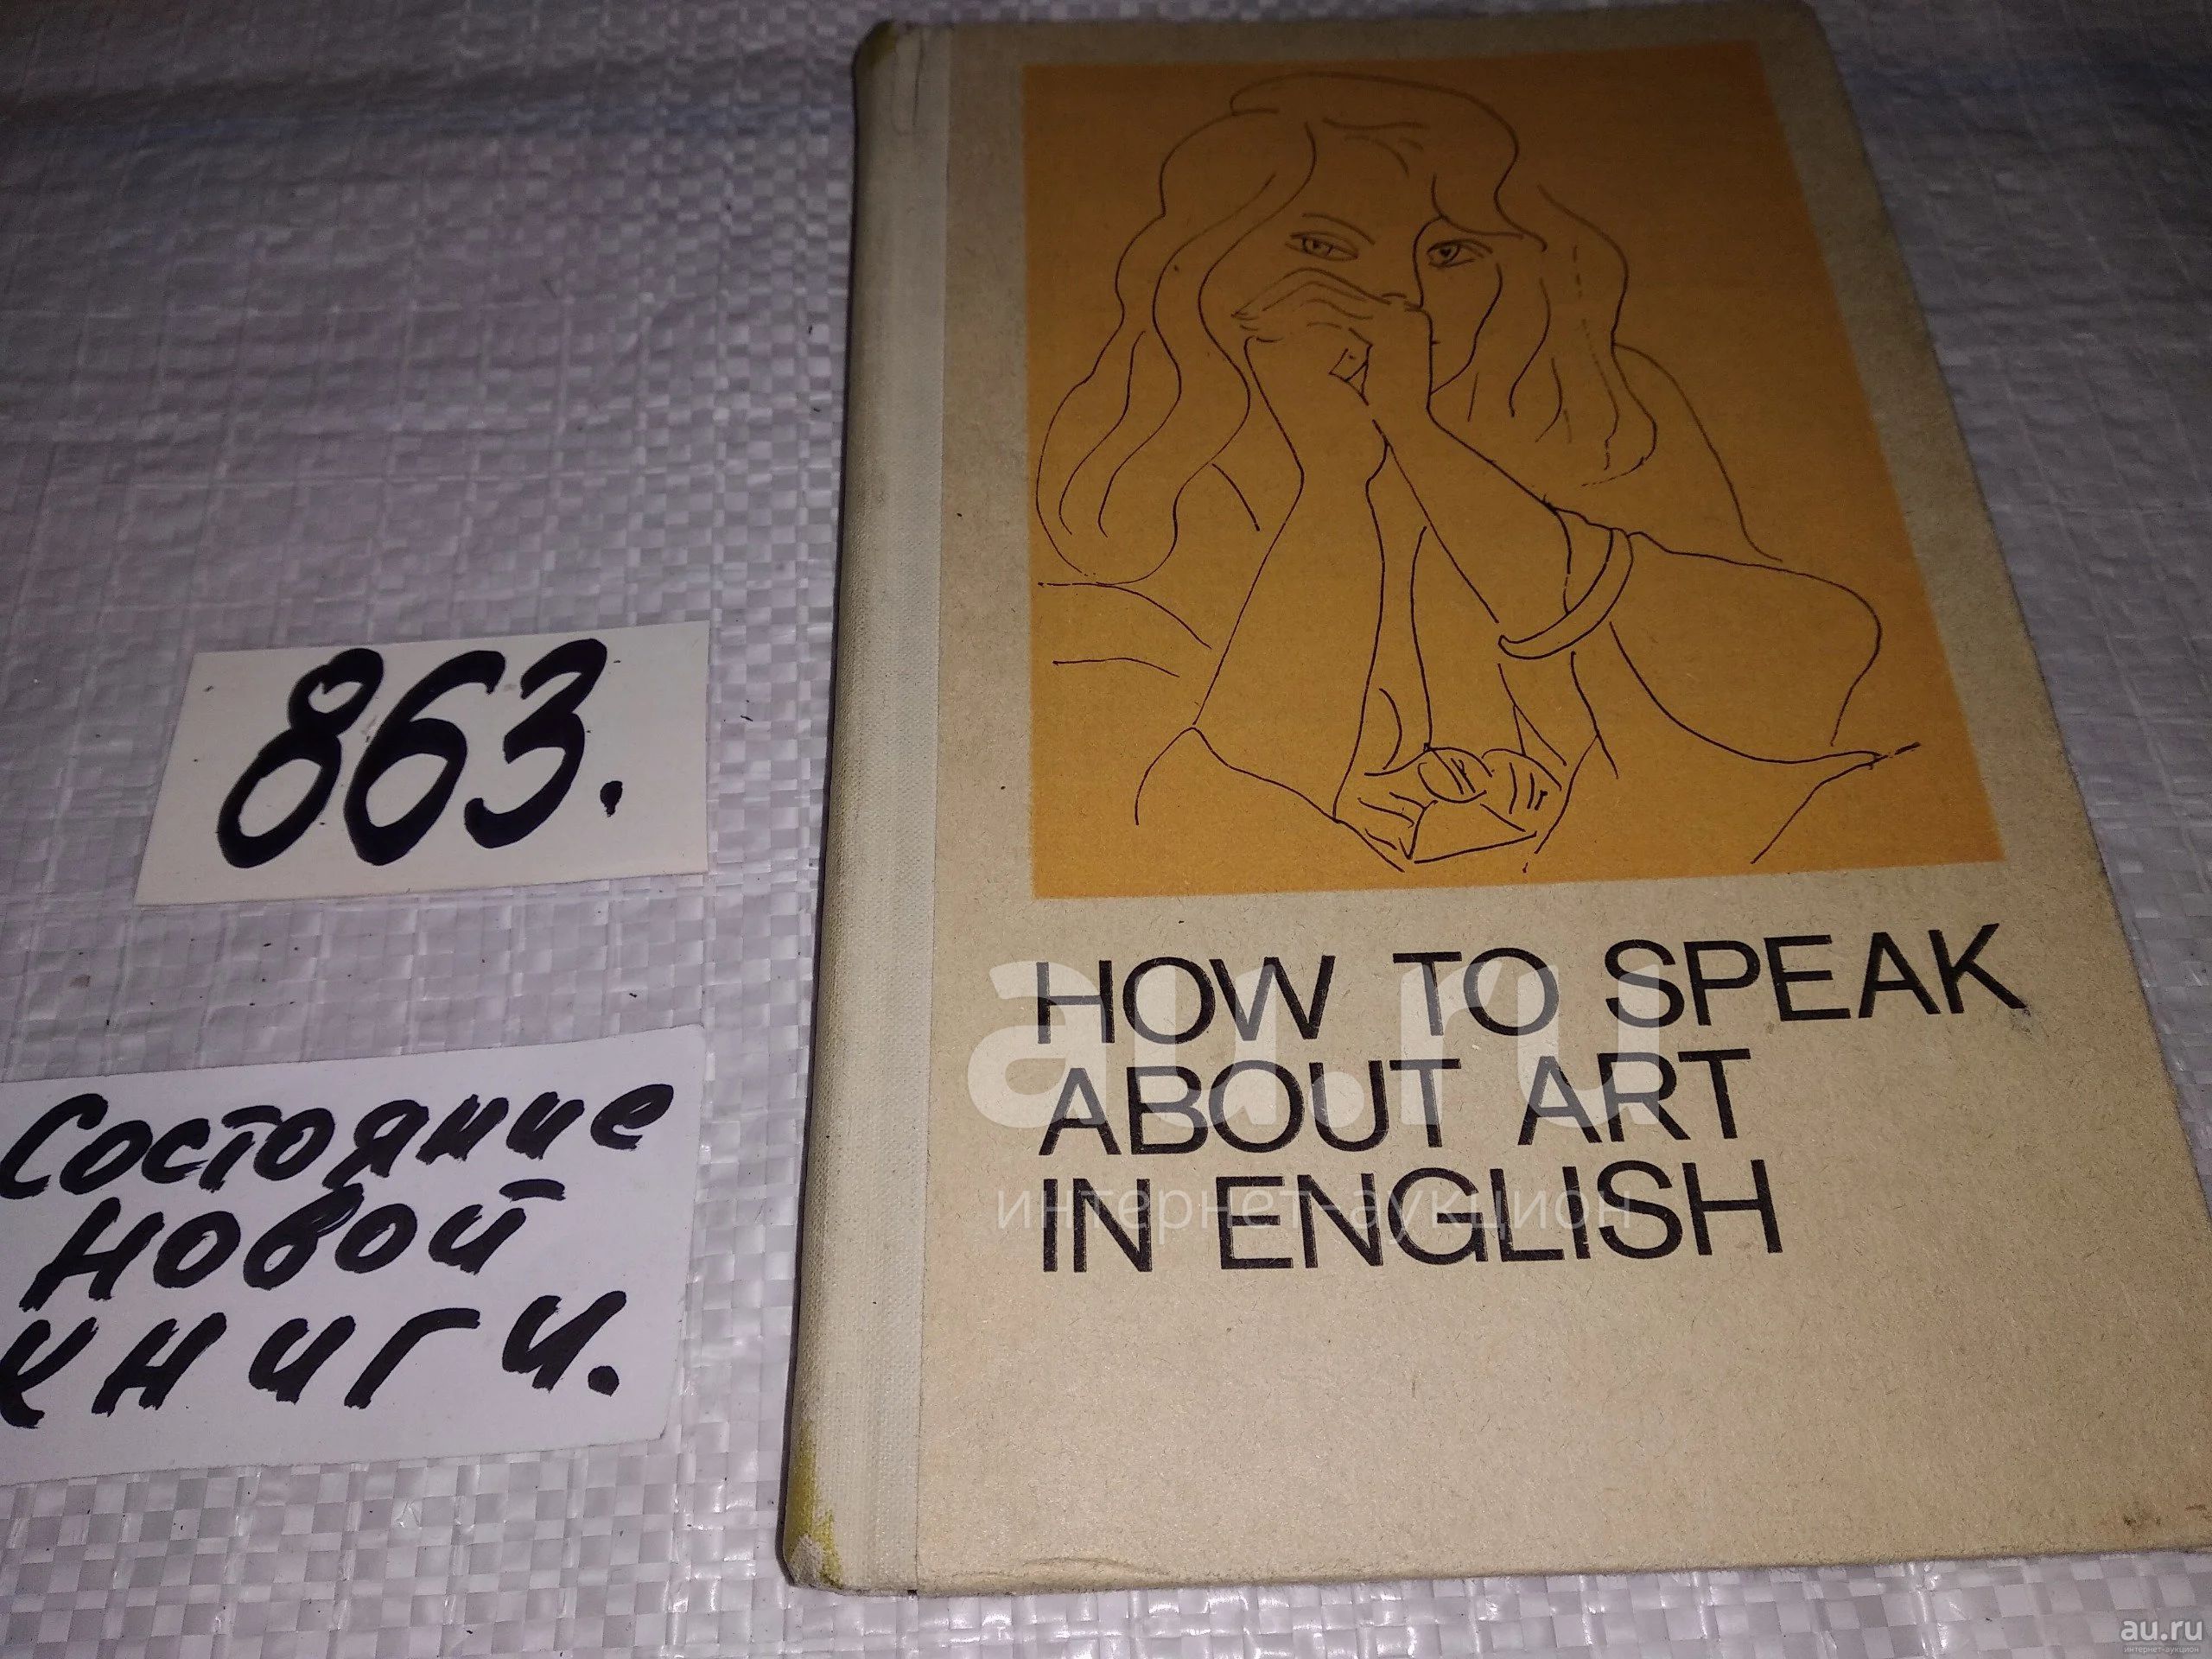 863.
Состояние
новой
книги.
HOW TO SPEAK
ABOUT ART
IN ENGLISH
au.ru
интернет-аукцион
au.ru
интернет-аукцион